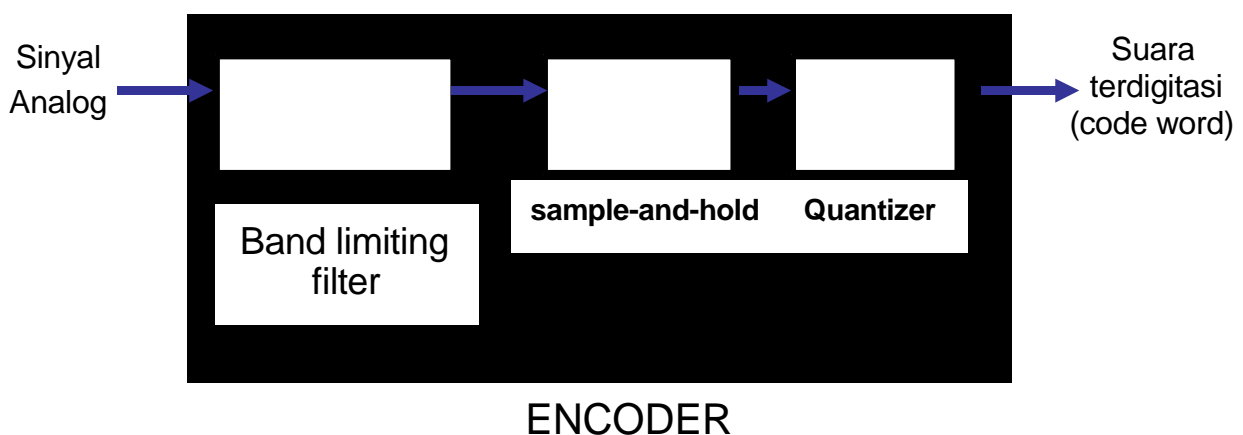 Sinyal
Analog
Suara
terdigitasi
(code word)
sample-and-hold
Quantizer
Band limiting
filter
ENCODER